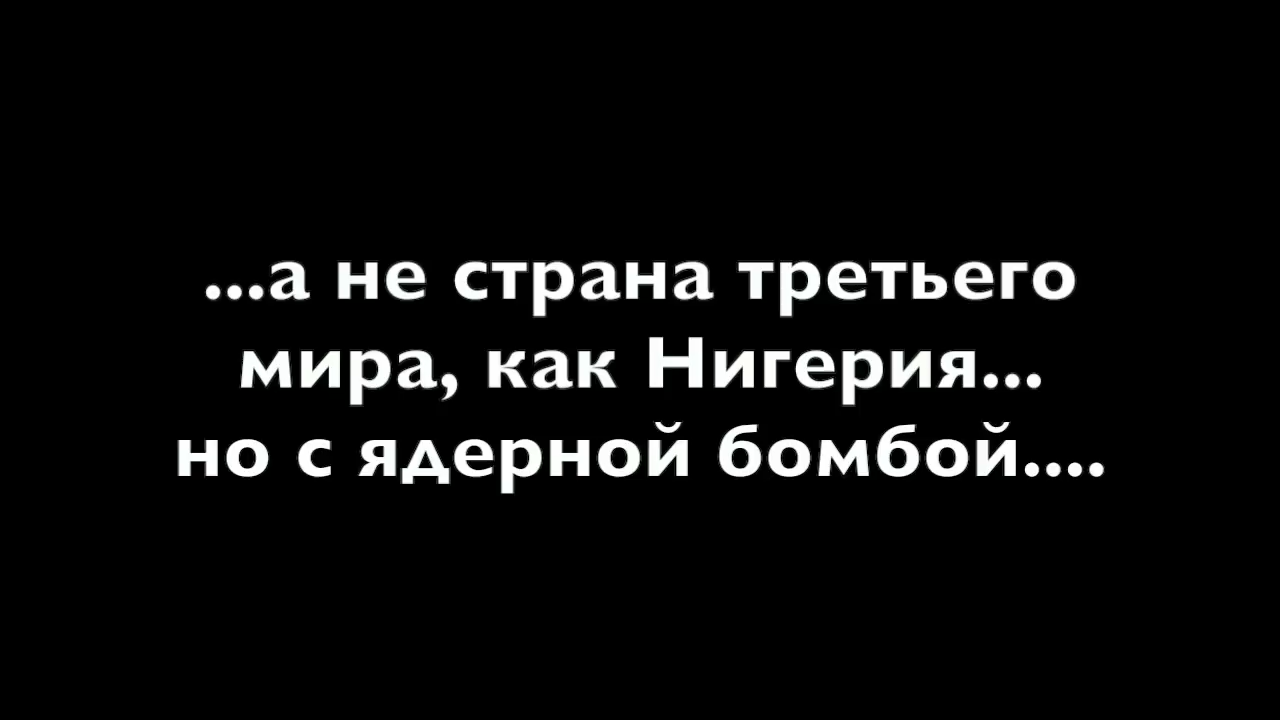 ...а не страна третьего
мира, как Нигерия...
но с ядерной бомбой....